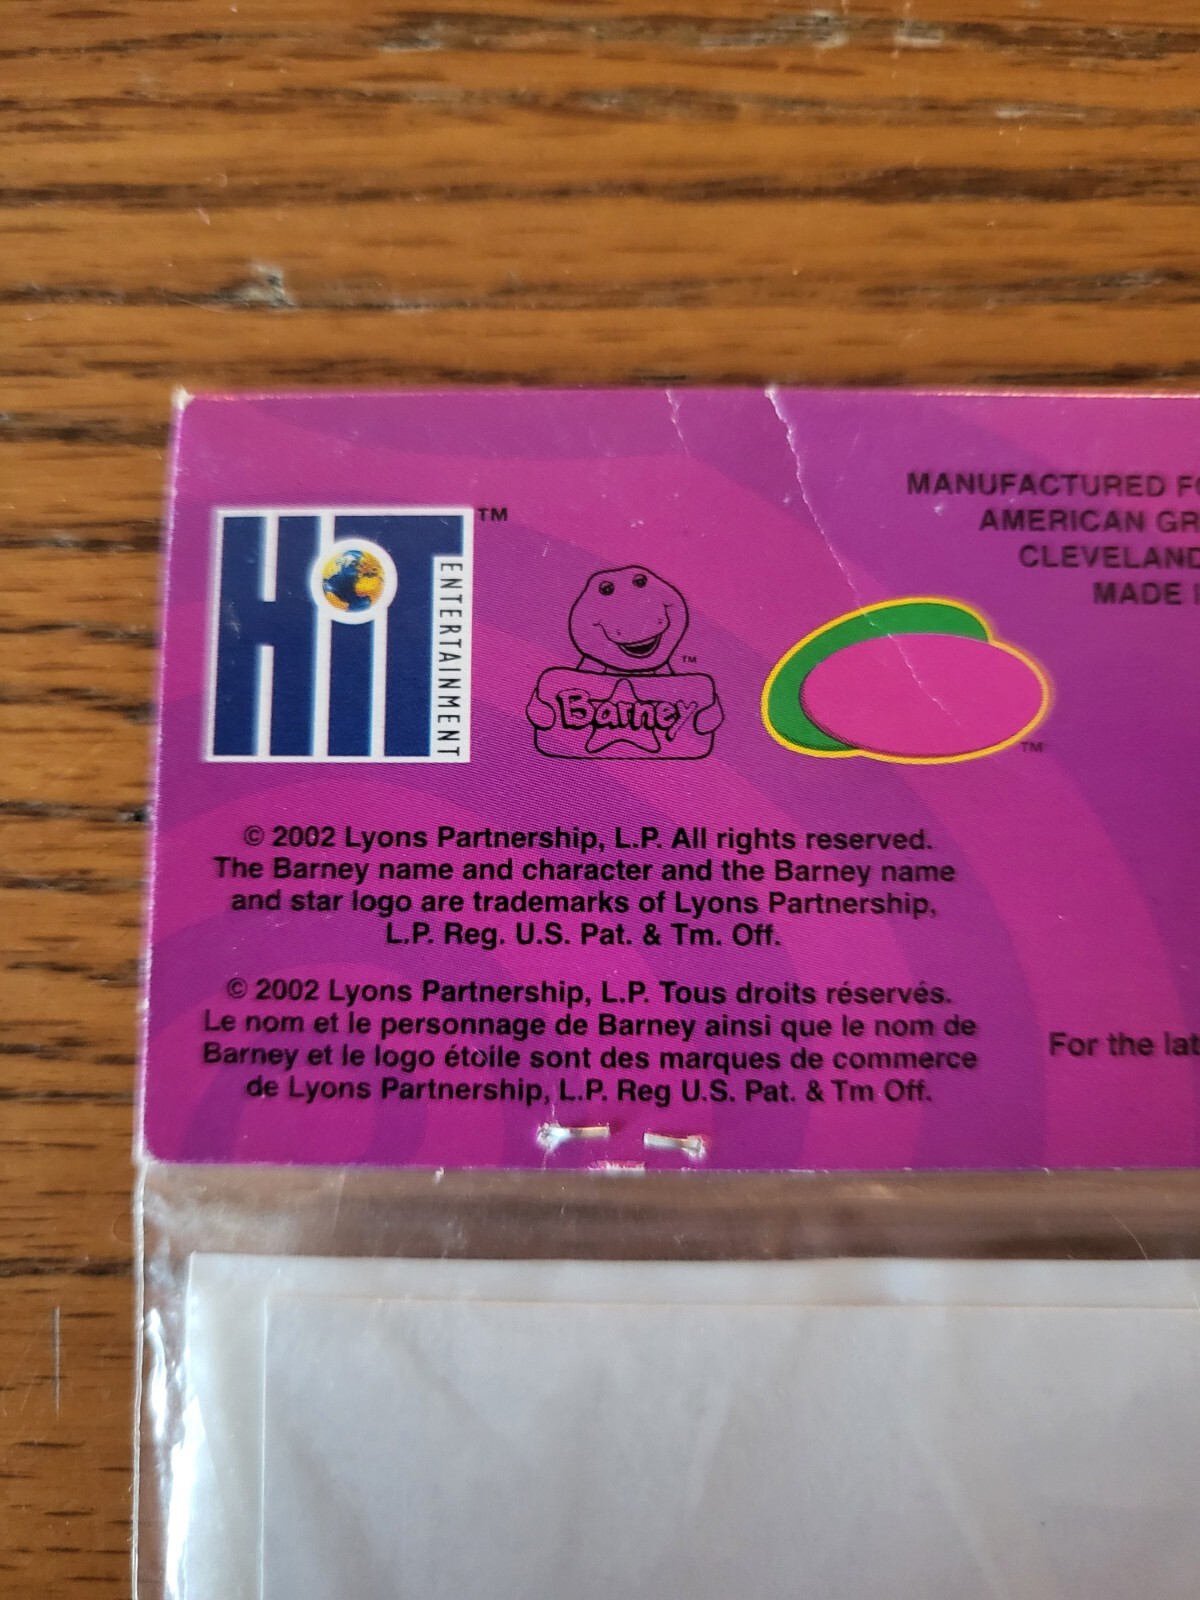 HiT
ENTERTAINMENT
TM
Barney
TM
TM
MANUFACTURED
AMERICAN
CLEVELAND
MADE
© 2002 Lyons Partnership, L.P. All rights reserved.
The Barney name and character and the Barney name
and star logo are trademarks of Lyons Partnership,
L.P. Reg. U.S. Pat. & Tm. Off.
© 2002 Lyons Partnership, L.P. Tous droits réservés.
Le nom et le personnage de Barney ainsi que le nom de
Barney et le logo étoile sont des marques de commerce
de Lyons Partnership, L.P. Reg U.S. Pat. & Tm Off.
For the